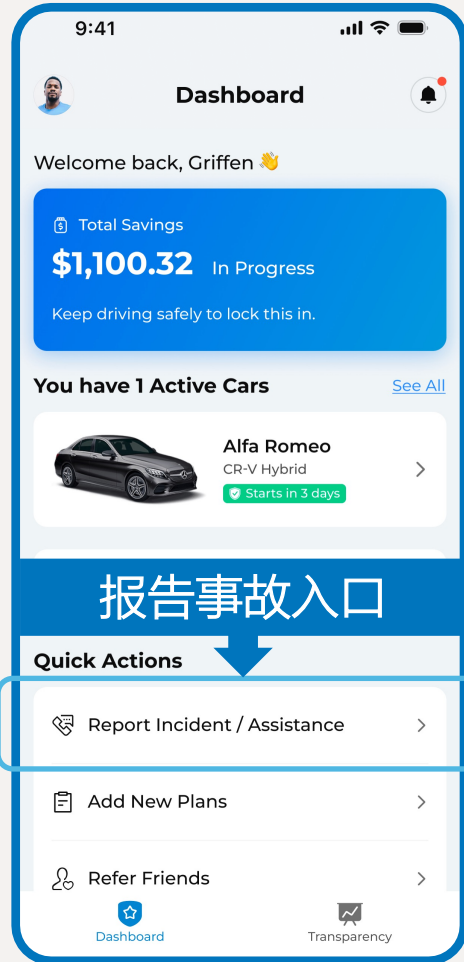 9:41
Dashboard
Welcome back, Griffen 👋
Total Savings
$1,100.32 In Progress
Keep driving safely to lock this in.
You have 1 Active Cars See All
Alfa Romeo
CR-V Hybrid
Starts in 3 days
报告事故入口
Quick Actions
Report Incident / Assistance
Add New Plans
Refer Friends
Dashboard Transparency